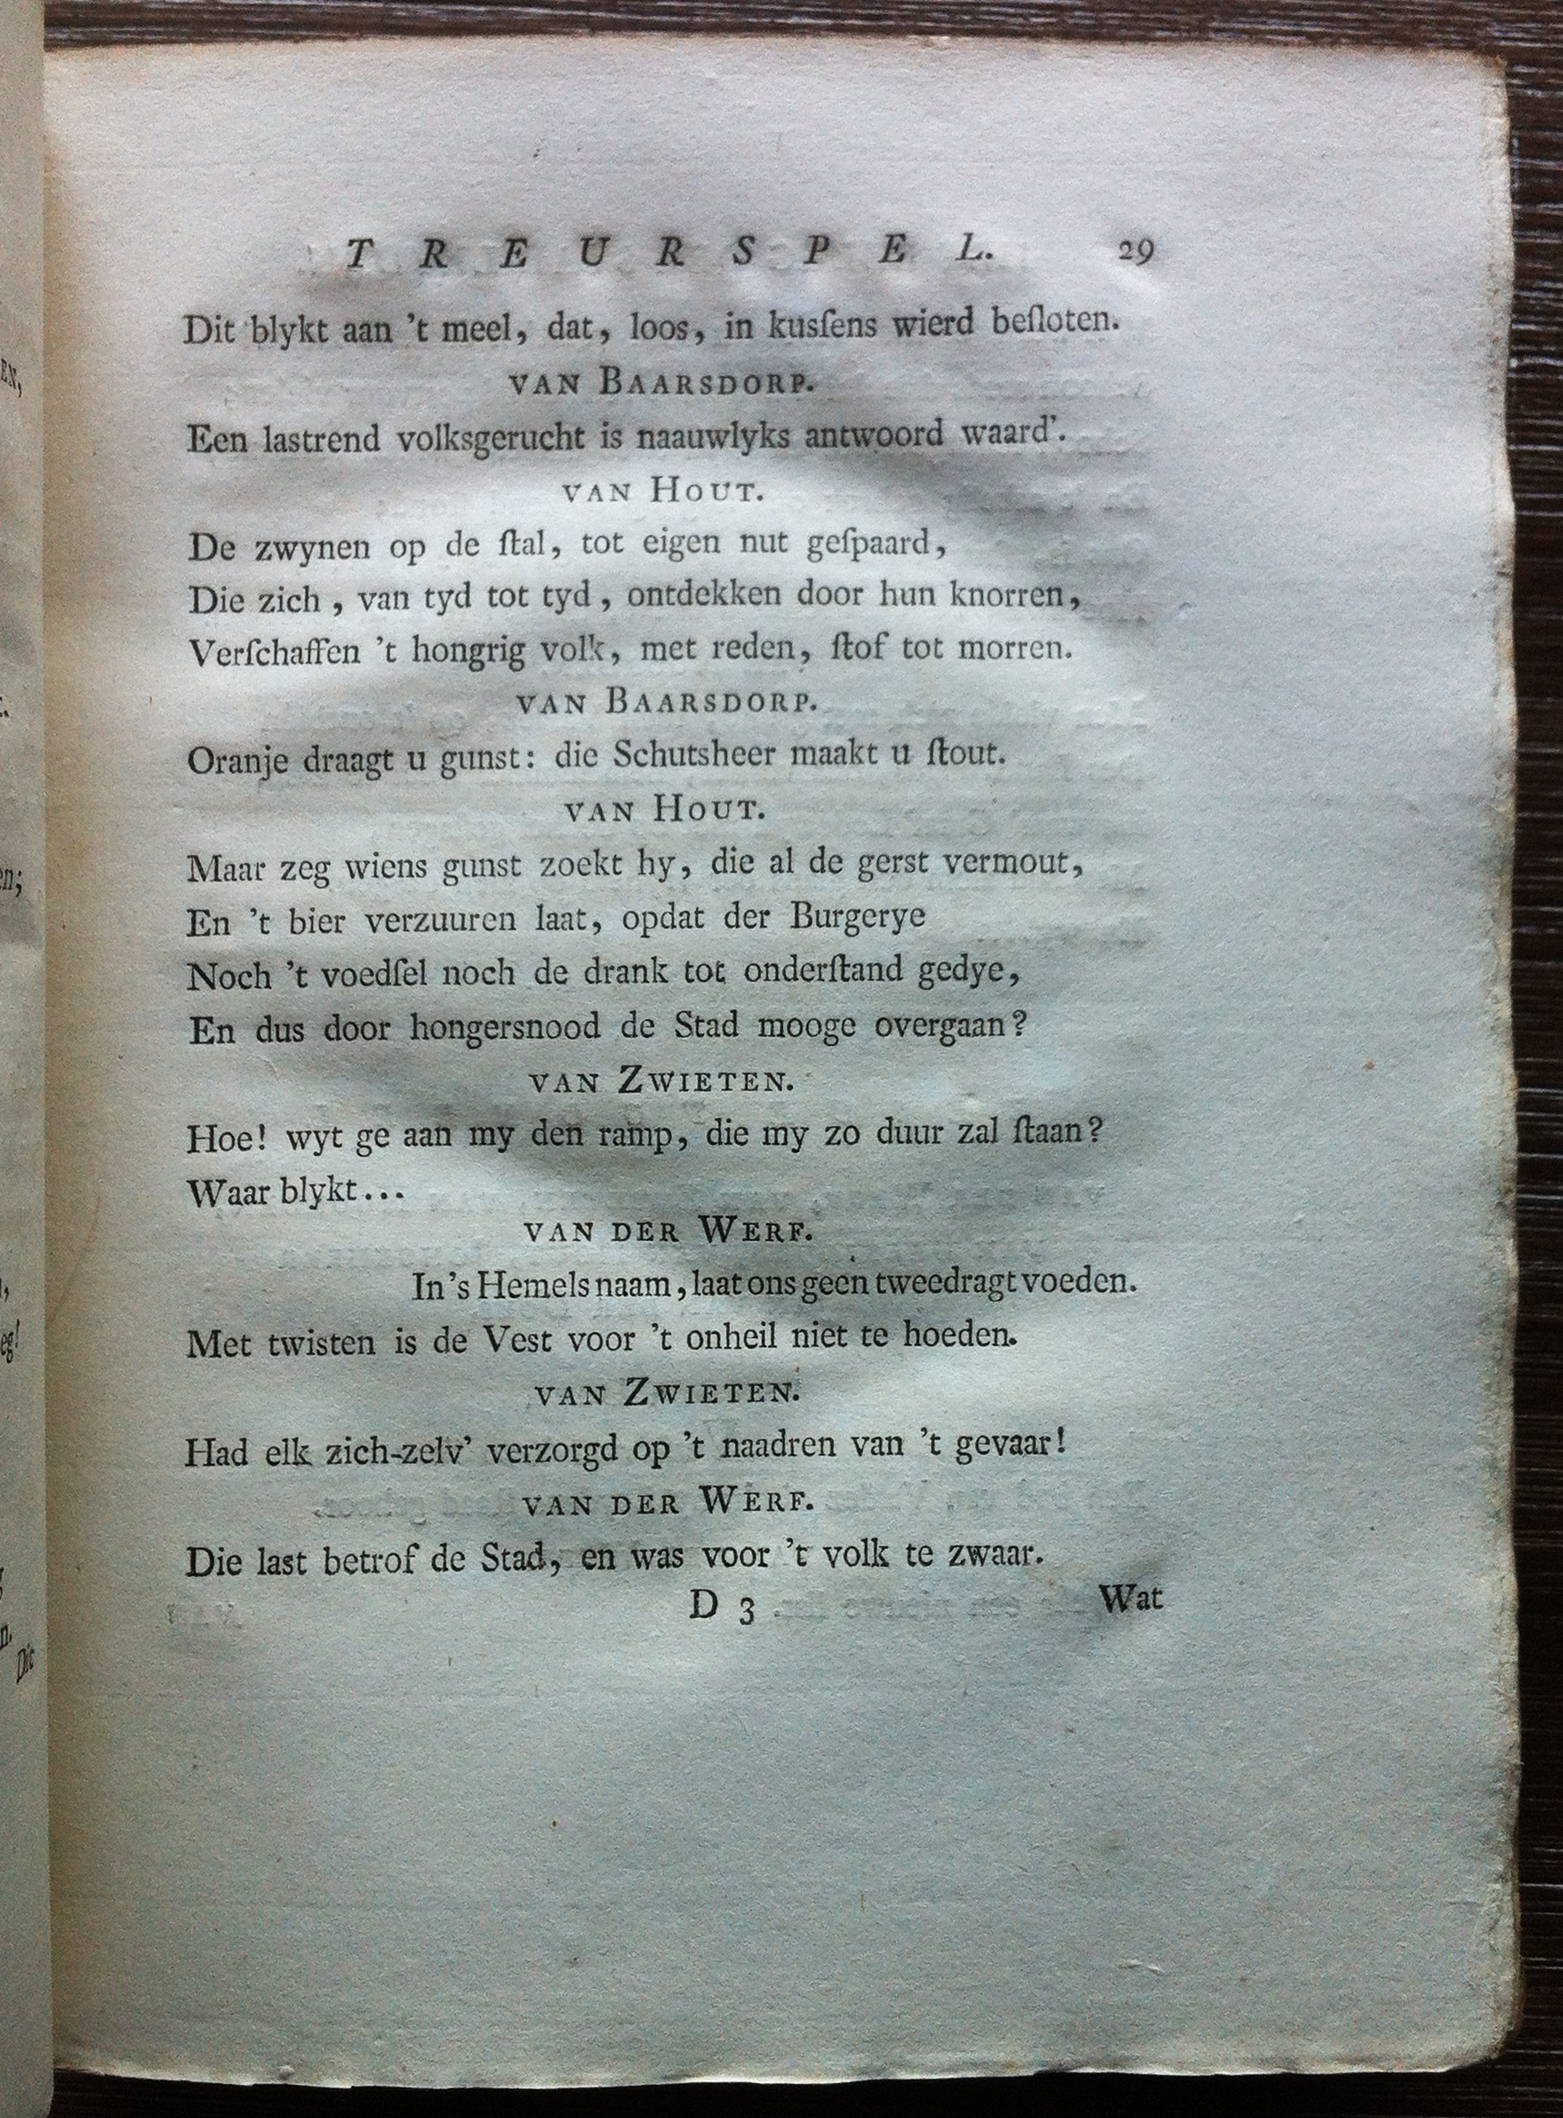 TREURSPEL. 29
Dit blykt aan 't meel, dat, loos, in kusſens wierd beſloten.
VAN BAARSDORP.
Een lastrend volksgerucht is naauwlyks antwoord waard'.
VAN HOUT.
De zwynen op de ſtal, tot eigen nut geſpaard,
Die zich, van tyd tot tyd, ontdekken door hun knorren,
Verſchaffen 't hongrig volk, met reden, ſtof tot morren.
VAN BAARSDORP.
Oranje draagt u gunst: die Schutsheer maakt u ſtout.
VAN HOUT.
Maar zeg wiens gunst zoekt hy, die al de gerst vermout,
En 't bier verzuuren laat, opdat der Burgerye
Noch 't voedſel noch de drank tot onderſtand gedye,
En dus door hongersnood de Stad mooge overgaan?
VAN ZWIETEN.
Hoe! wyt ge aan my den ramp, die my zo duur zal ſtaan?
Waar blykt...
VAN DER WERF.
In 's Hemels naam, laat ons geen tweedragt voeden.
Met twisten is de Vest voor 't onheil niet te hoeden.
VAN ZWIETEN.
Had elk zich-zelv' verzorgd op 't naadren van 't gevaar!
VAN DER WERF.
Die last betrof de Stad, en was voor 't volk te zwaar.
D 3 Wat